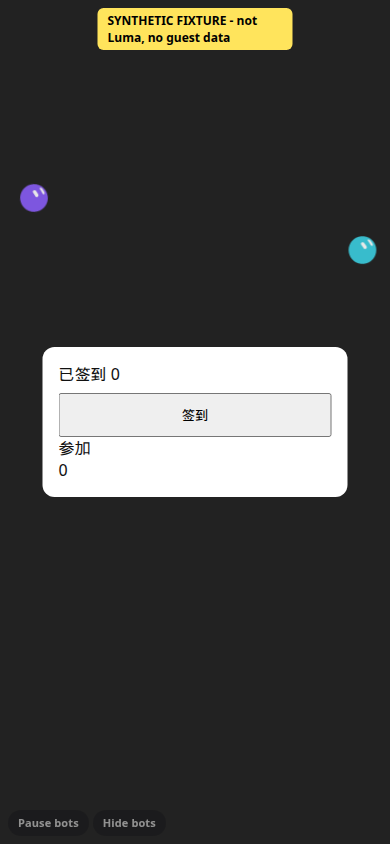 SYNTHETIC FIXTURE - not
Luma, no guest data
已签到 0
签到
参加
0
Pause bots
Hide bots